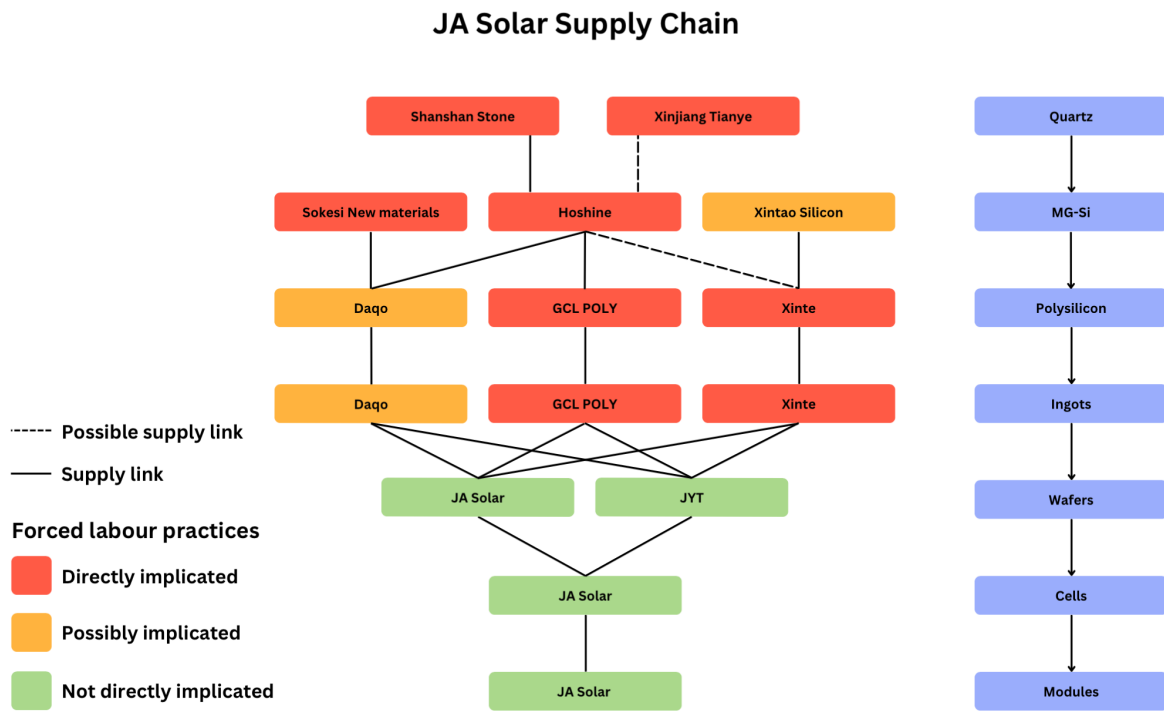 JA Solar Supply Chain
Shanshan Stone
Xinjiang Tianye
Quartz
Sokesi New materials
Hoshine
Xintao Silicon
MG-Si
Daqo
GCL POLY
Xinte
Polysilicon
Daqo
GCL POLY
Xinte
Ingots
Possible supply link
Supply link
JA Solar
JYT
Wafers
Forced labour practices
Directly implicated
JA Solar
Cells
Possibly implicated
Not directly implicated
JA Solar
Modules